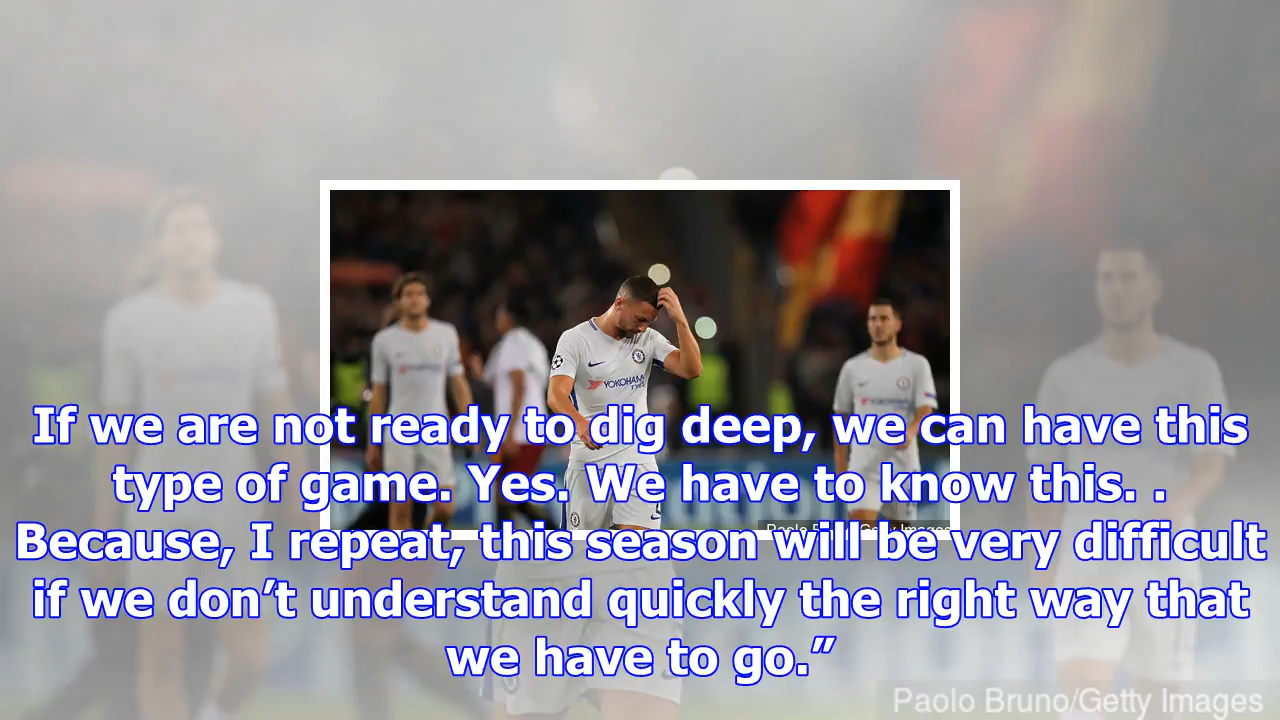 YOKOHAMA
TYRES
If we are not ready to dig deep, we can have this
type of game. Yes. We have to know this. .
Because, I repeat, this season will be very difficult
if we don’t understand quickly the right way that
we have to go.”
Paolo Bruno/Getty Images